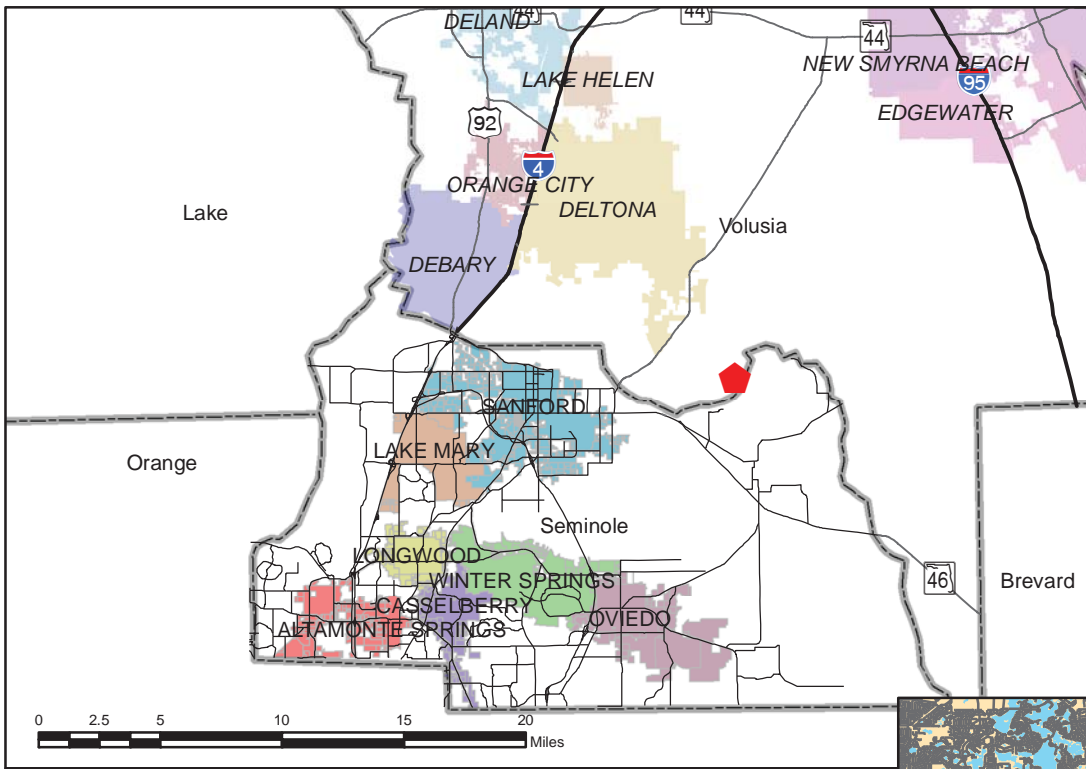 44
44
DELAND
44
NEW SMYRNA BEACH
LAKE HELEN
95
EDGEWATER
92
4
ORANGE CITY
DELTONA
Lake
Volusia
DEBARY
SANFORD
LAKE MARY
Orange
Seminole
LONGWOOD
WINTER SPRINGS
46
Brevard
CASSELBERRY
OVIEDO
ALTAMONTE SPRINGS
0 2.5 5 10 15 20
Miles